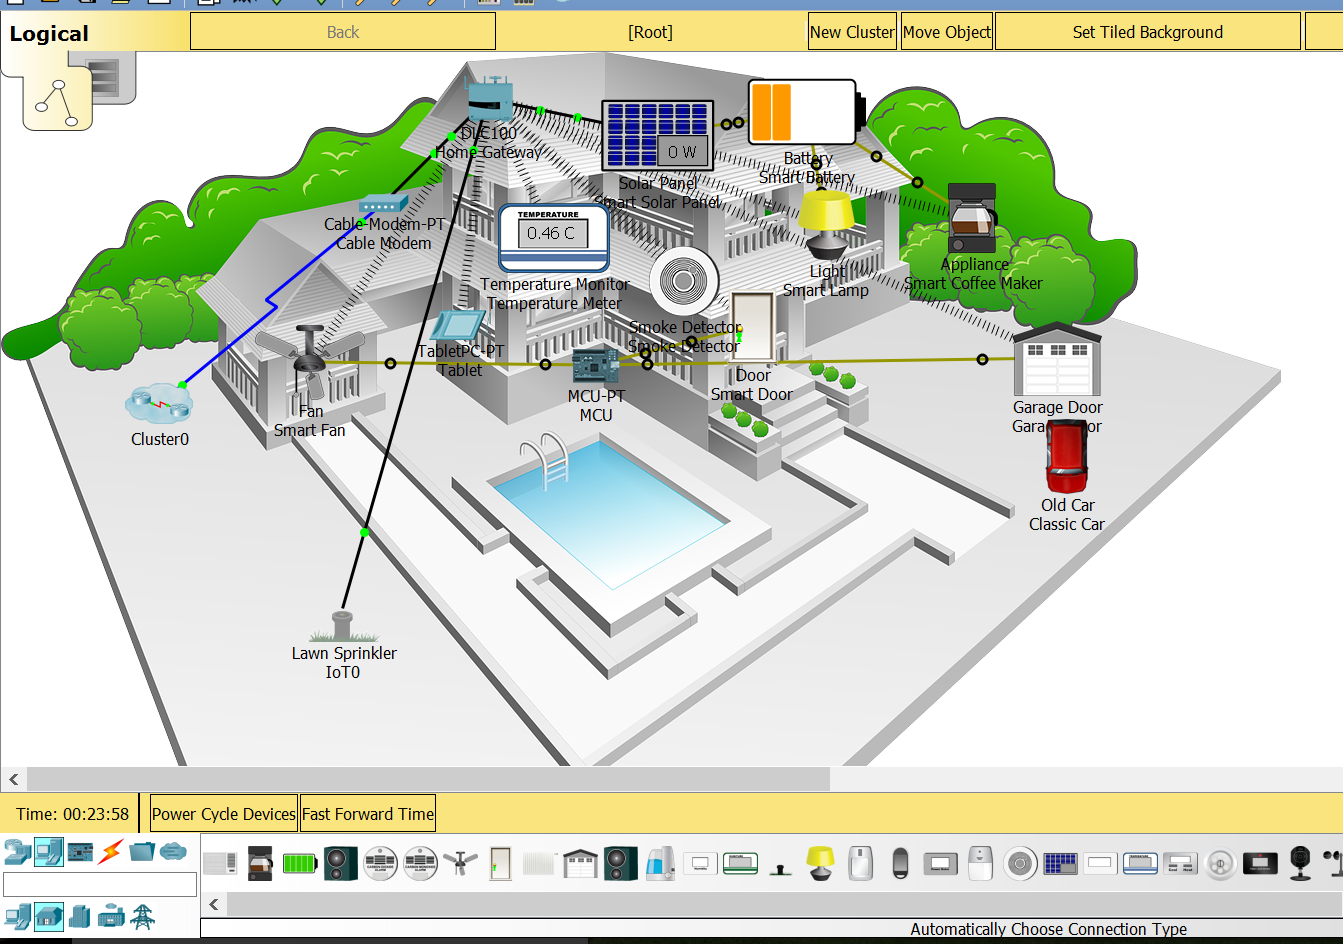 Logical
Back
[Root]
New Cluster
Move Object
Set Tiled Background
DLC100
Home Gateway
0 W
Solar Panel
Smart Solar Panel
Battery
Smart Battery
Cable-Modem-PT
Cable Modem
TEMPERATURE
0.46 C
Temperature Monitor
Temperature Meter
Light
Smart Lamp
Appliance
Smart Coffee Maker
Smoke Detector
Smoke Detector
TabletPC-PT
Tablet
Door
Smart Door
MCU-PT
MCU
Fan
Smart Fan
Cluster0
Garage Door
Garage Door
Old Car
Classic Car
Lawn Sprinkler
IoT0
Time: 00:23:58
Power Cycle Devices
Fast Forward Time
Automatically Choose Connection Type